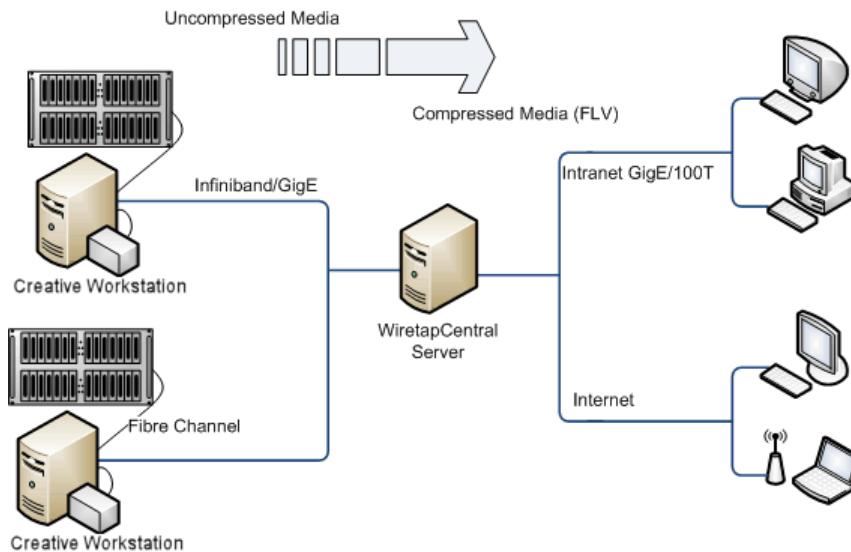 Uncompressed Media
Compressed Media (FLV)
Infiniband/GigE
Intranet GigE/100T
Creative Workstation
WiretapCentral
Server
Internet
Fibre Channel
Creative Workstation